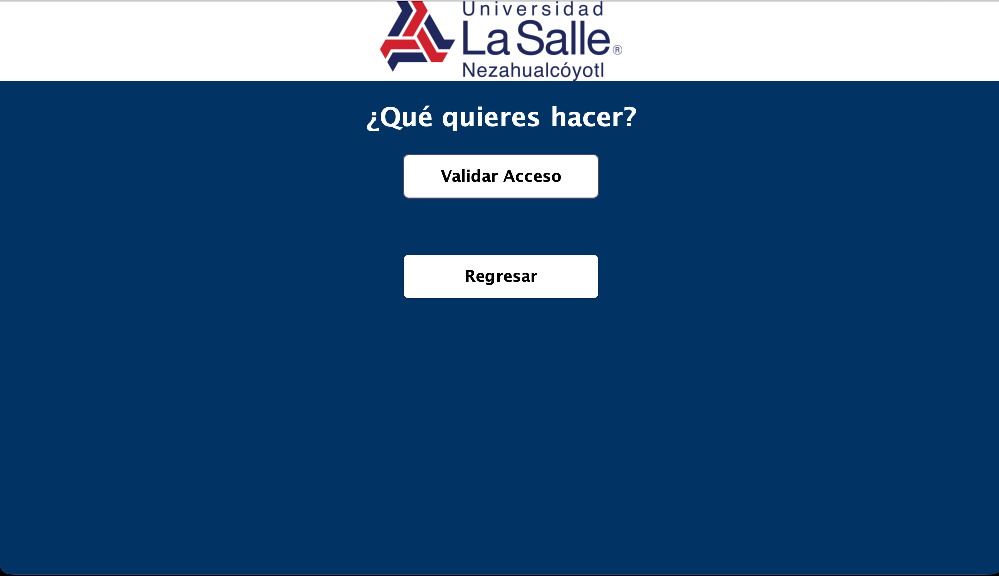 Universidad
La Salle®
Nezahualcóyotl
¿Qué quieres hacer?
Validar Acceso
Regresar